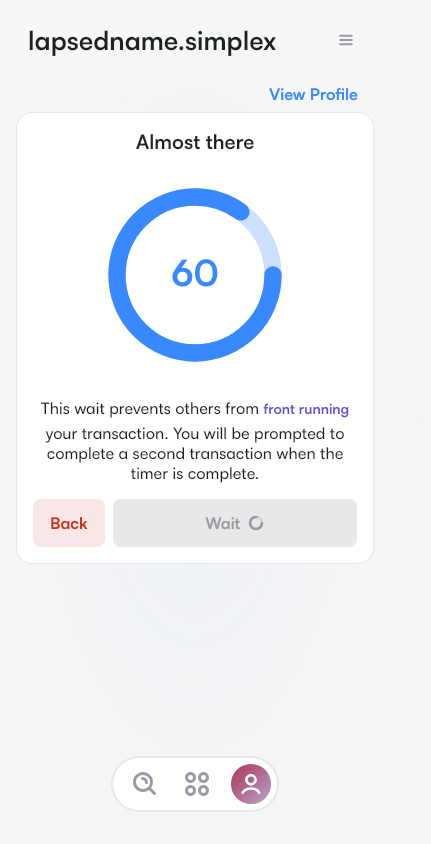 lapsedname.simplex
View Profile
Almost there
60
This wait prevents others from front running
your transaction. You will be prompted to
complete a second transaction when the
timer is complete.
Back
Wait